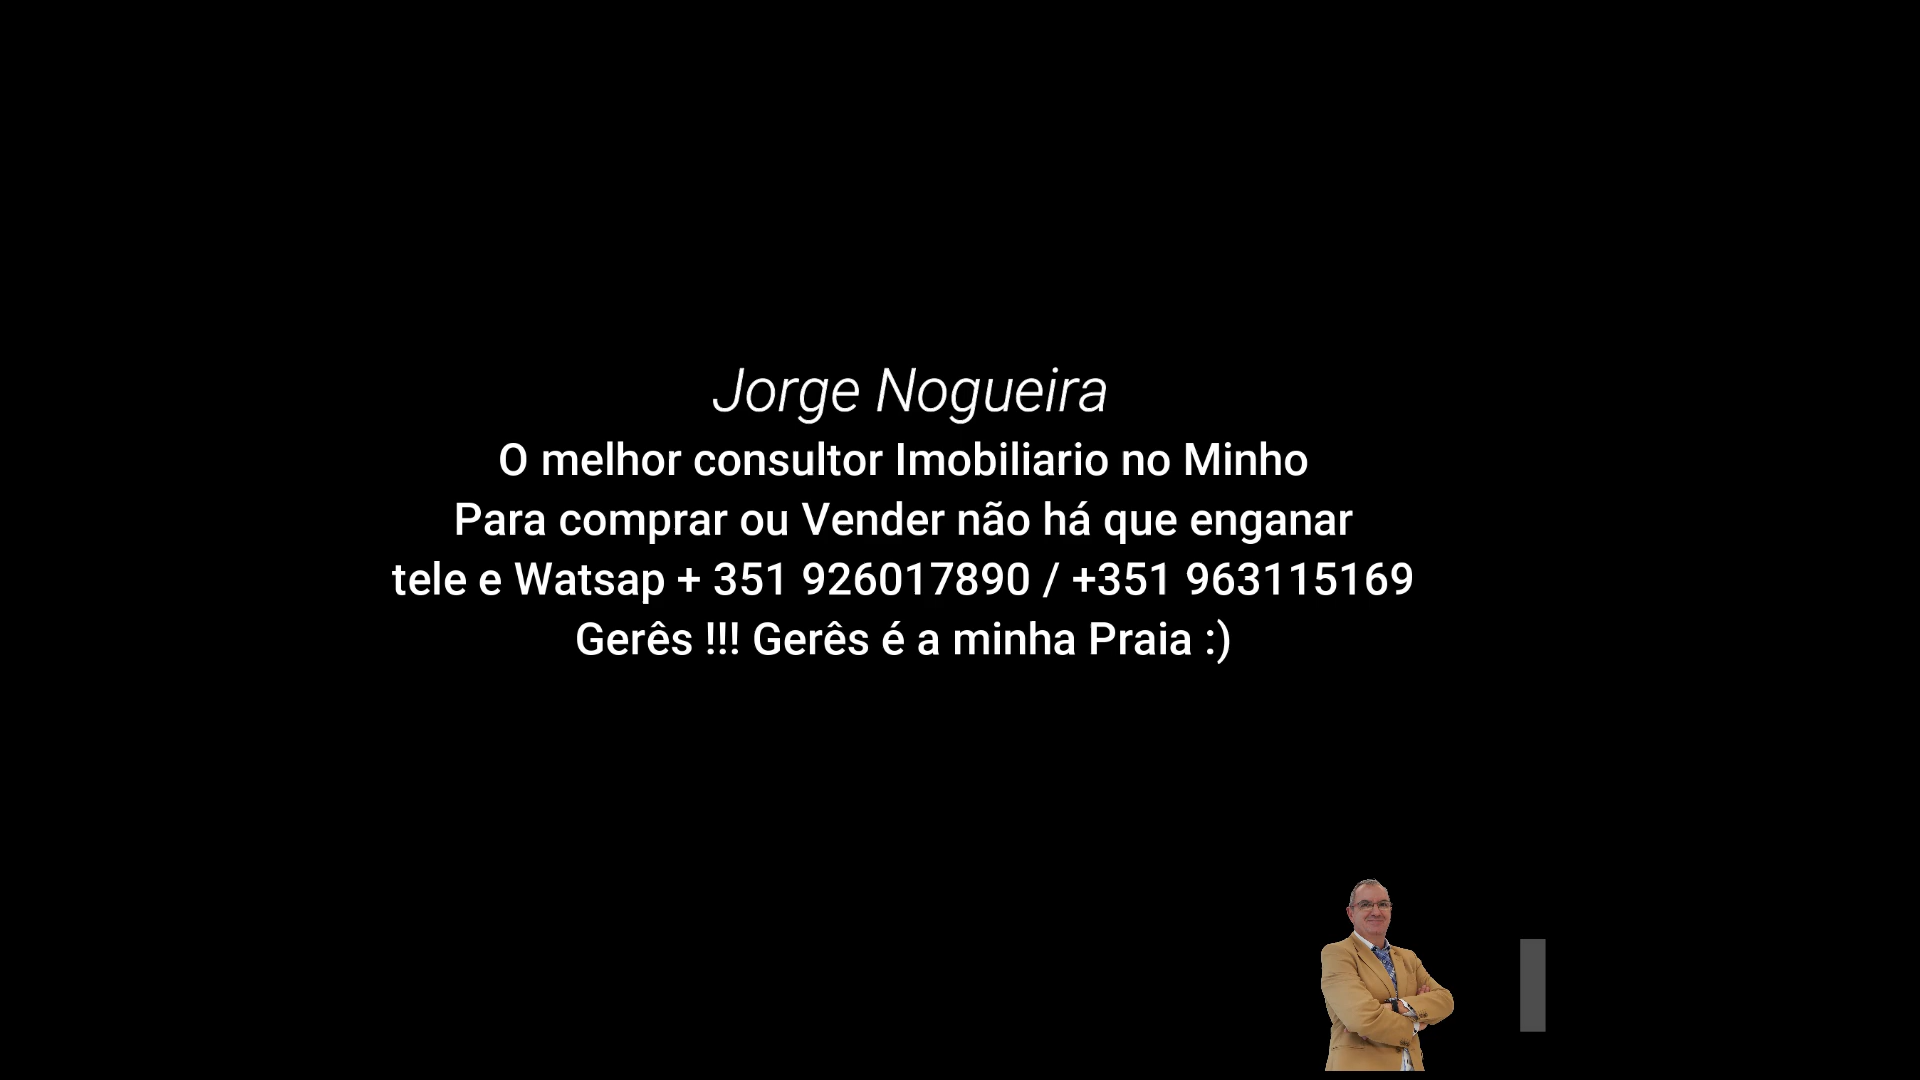 Jorge Nogueira
O melhor consultor Imobiliario no Minho
Para comprar ou Vender não há que enganar
tele e Watsap + 351 926017890 / +351 963115169
Gerês !!! Gerês é a minha Praia :)